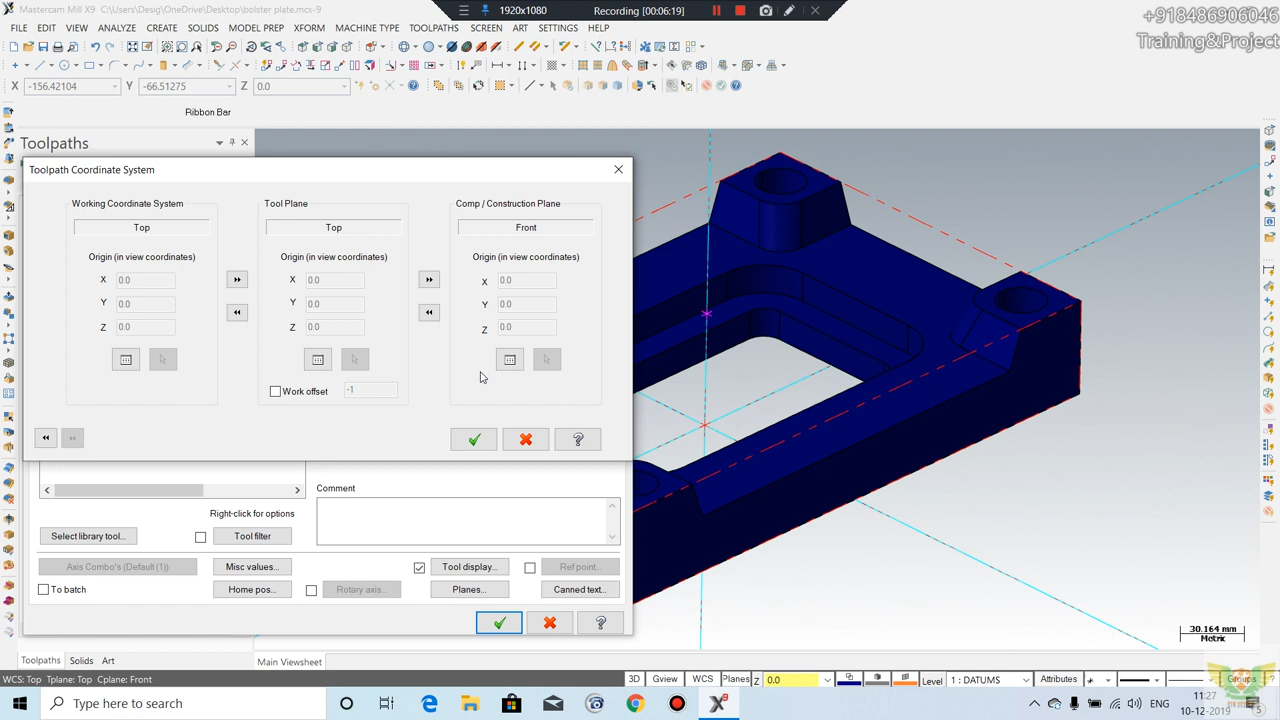 Mastercam Mill X9 - C:\Users\Desig\OneDrive\Desktop\bolster plate.mcx-9
1920x1080
Recording [00:06:19]
+918486906046
Training&Project
FILE EDIT VIEW ANALYZE CREATE SOLIDS MODEL PREP XFORM MACHINE TYPE TOOLPATHS SCREEN ART SETTINGS HELP
X -156.42104 Y -66.51275 Z 0.0
Ribbon Bar
Toolpaths
Toolpath Coordinate System
Working Coordinate System Tool Plane Comp / Construction Plane
Top Top Front
Origin (in view coordinates) Origin (in view coordinates) Origin (in view coordinates)
X 0.0 X 0.0 X 0.0
Y 0.0 Y 0.0 Y 0.0
Z 0.0 Z 0.0 Z 0.0
Work offset -1
Comment
Right-click for options
Select library tool... Tool filter
Axis Combo's (Default (1)) Misc values... Tool display... Ref point...
To batch Home pos... Rotary axis... Planes... Canned text...
30.164 mm
Metric
Toolpaths Solids Art Main Viewsheet
WCS: Top Tplane: Top Cplane: Front 3D Gview WCS Planes Z 0.0 Level 1 : DATUMS Attributes Groups ?
Type here to search
ENG
11:27
10-12-2019
5